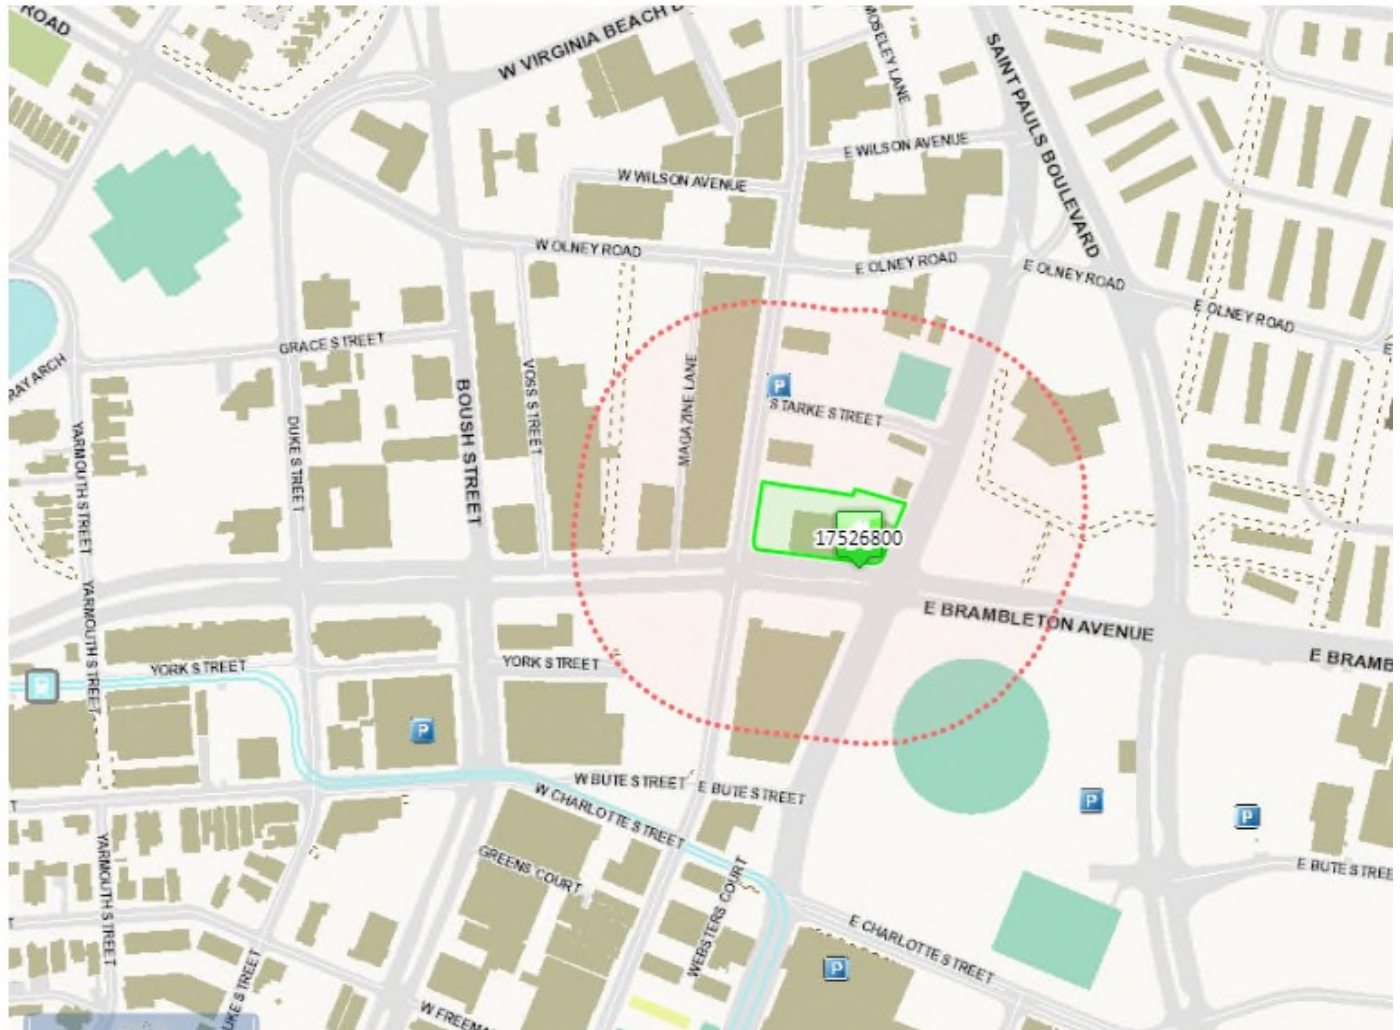 ROAD
W VIRGINIA BEACH B
MOSELEY LANE
SAINT PAULS BOULEVARD
E WILSON AVENUE
W WILSON AVENUE
W OLNEY ROAD
E OLNEY ROAD
E OLNEY ROAD
E OLNEY ROAD
GRACE STREET
RAY ARCH
VOSS STREET
MAGAZINE LANE
P
STARKE STREET
BOUSH STREET
DUKE STREET
YARMOUTH STREET
17526800
YARMOUTH STREET
E BRAMBLETON AVENUE
E BRAMB
YORK STREET
YORK STREET
P
W BUTE STREET
E BUTE STREET
W CHARLOTTE STREET
P
P
GREENS COURT
YARMOUTH STREET
WEBSTERS COURT
E BUTE STREE
E CHARLOTTE STREET
P
UKE STREET
W FREEMA